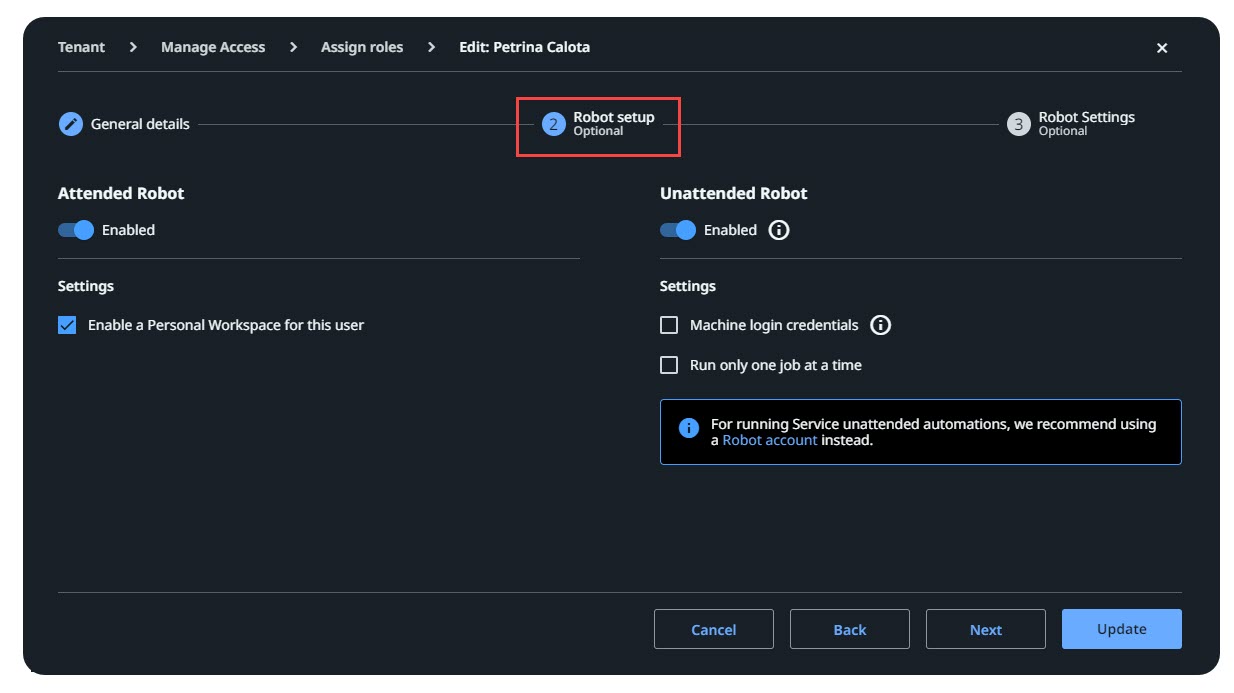 Tenant > Manage Access > Assign roles > Edit: Petrina Calota
General details
2 Robot setup
Optional
3 Robot Settings
Optional
Attended Robot
Enabled
Settings
Enable a Personal Workspace for this user
Unattended Robot
Enabled
Settings
Machine login credentials
Run only one job at a time
For running Service unattended automations, we recommend using
a Robot account instead.
Cancel Back Next Update